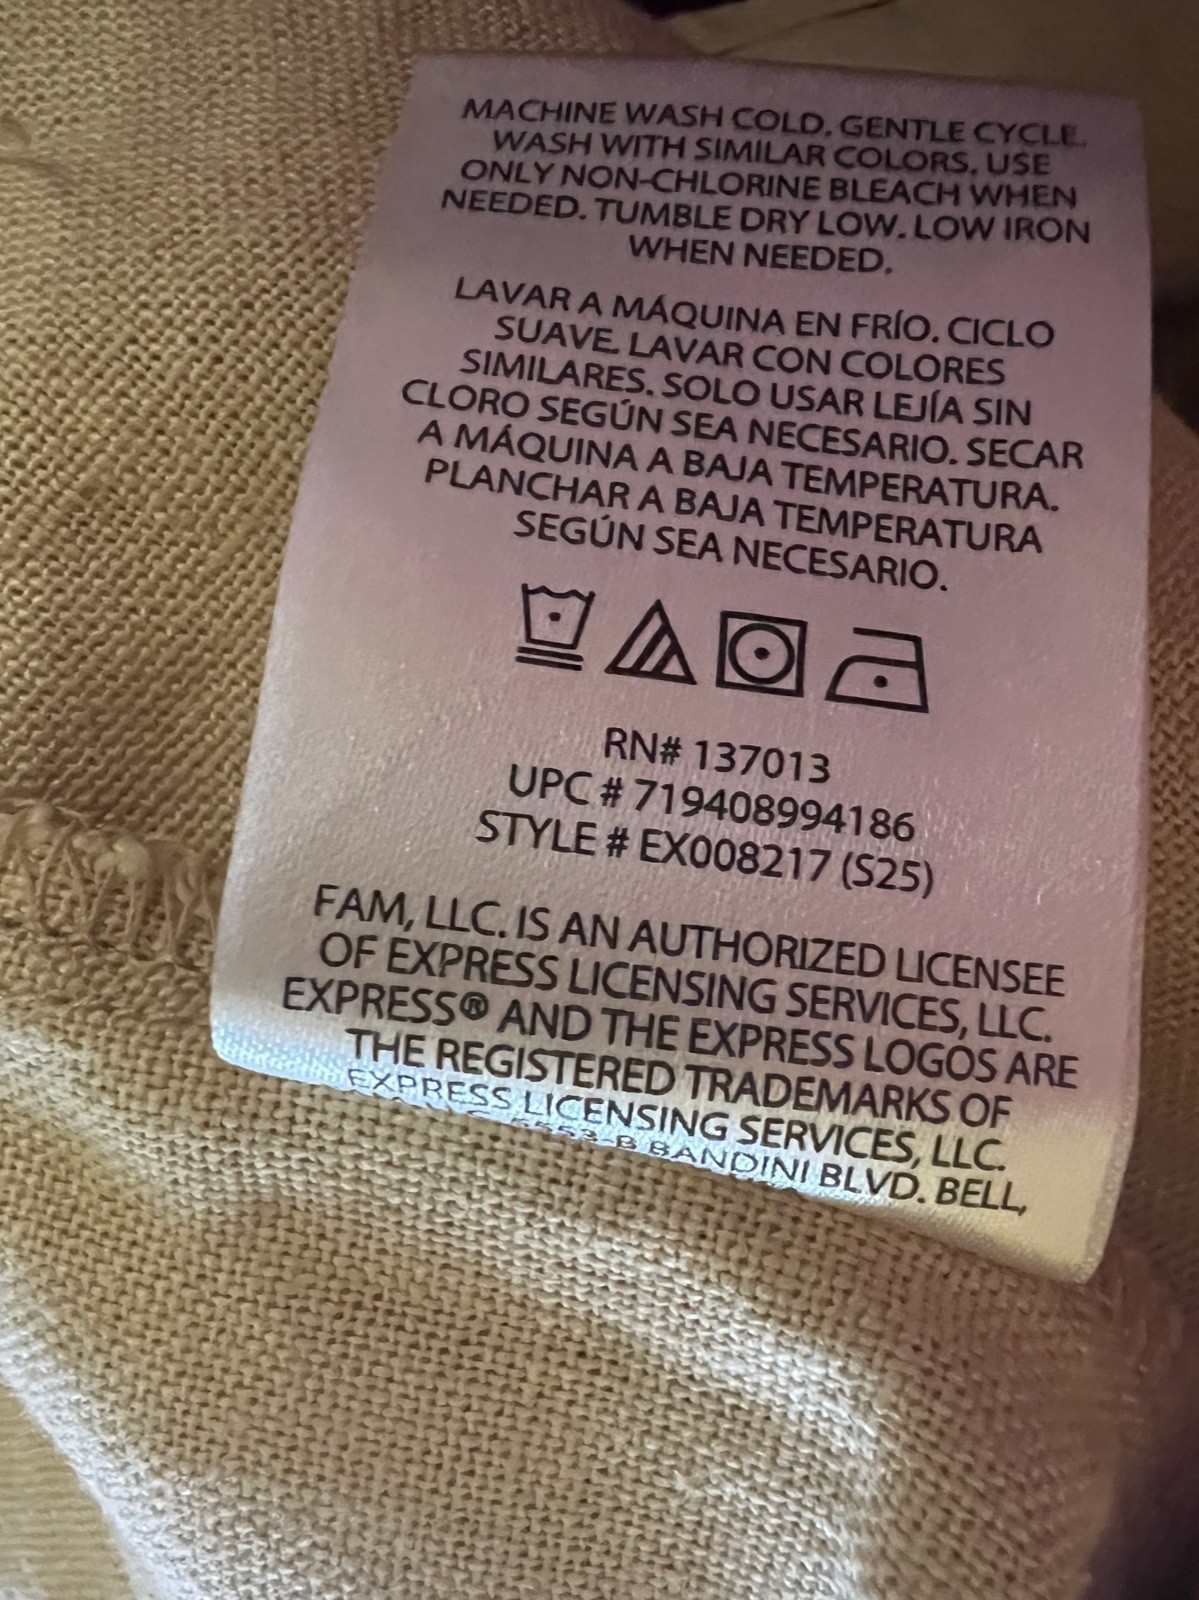 MACHINE WASH COLD, GENTLE CYCLE.
WASH WITH SIMILAR COLORS. USE
ONLY NON-CHLORINE BLEACH WHEN
NEEDED. TUMBLE DRY LOW. LOW IRON
WHEN NEEDED.
LAVAR A MÁQUINA EN FRÍO. CICLO
SUAVE. LAVAR CON COLORES
SIMILARES. SOLO USAR LEJÍA SIN
CLORO SEGÚN SEA NECESARIO. SECAR
A MÁQUINA A BAJA TEMPERATURA.
PLANCHAR A BAJA TEMPERATURA
SEGÚN SEA NECESARIO.
RN# 137013
UPC # 719408994186
STYLE # EX008217 (S25)
FAM, LLC. IS AN AUTHORIZED LICENSEE
OF EXPRESS LICENSING SERVICES, LLC.
EXPRESS® AND THE EXPRESS LOGOS ARE
THE REGISTERED TRADEMARKS OF
EXPRESS LICENSING SERVICES, LLC.
BANDINI BLVD. BELL,